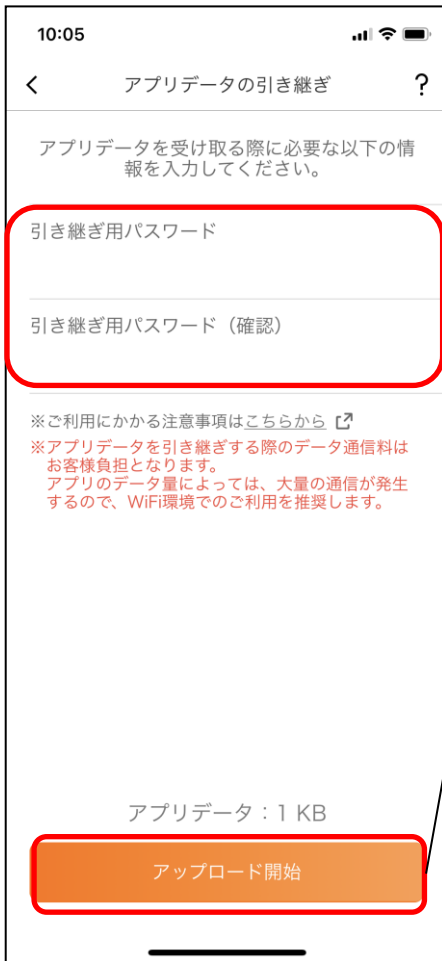 10:05
アプリデータの引き継ぎ ?
アプリデータを受け取る際に必要な以下の情
報を入力してください。
引き継ぎ用パスワード
引き継ぎ用パスワード（確認）
※ご利用にかかる注意事項はこちらから
※アプリデータを引き継ぎする際のデータ通信料は
お客様負担となります。
アプリのデータ量によっては、大量の通信が発生
するので、WiFi環境でのご利用を推奨します。
アプリデータ：1 KB
アップロード開始